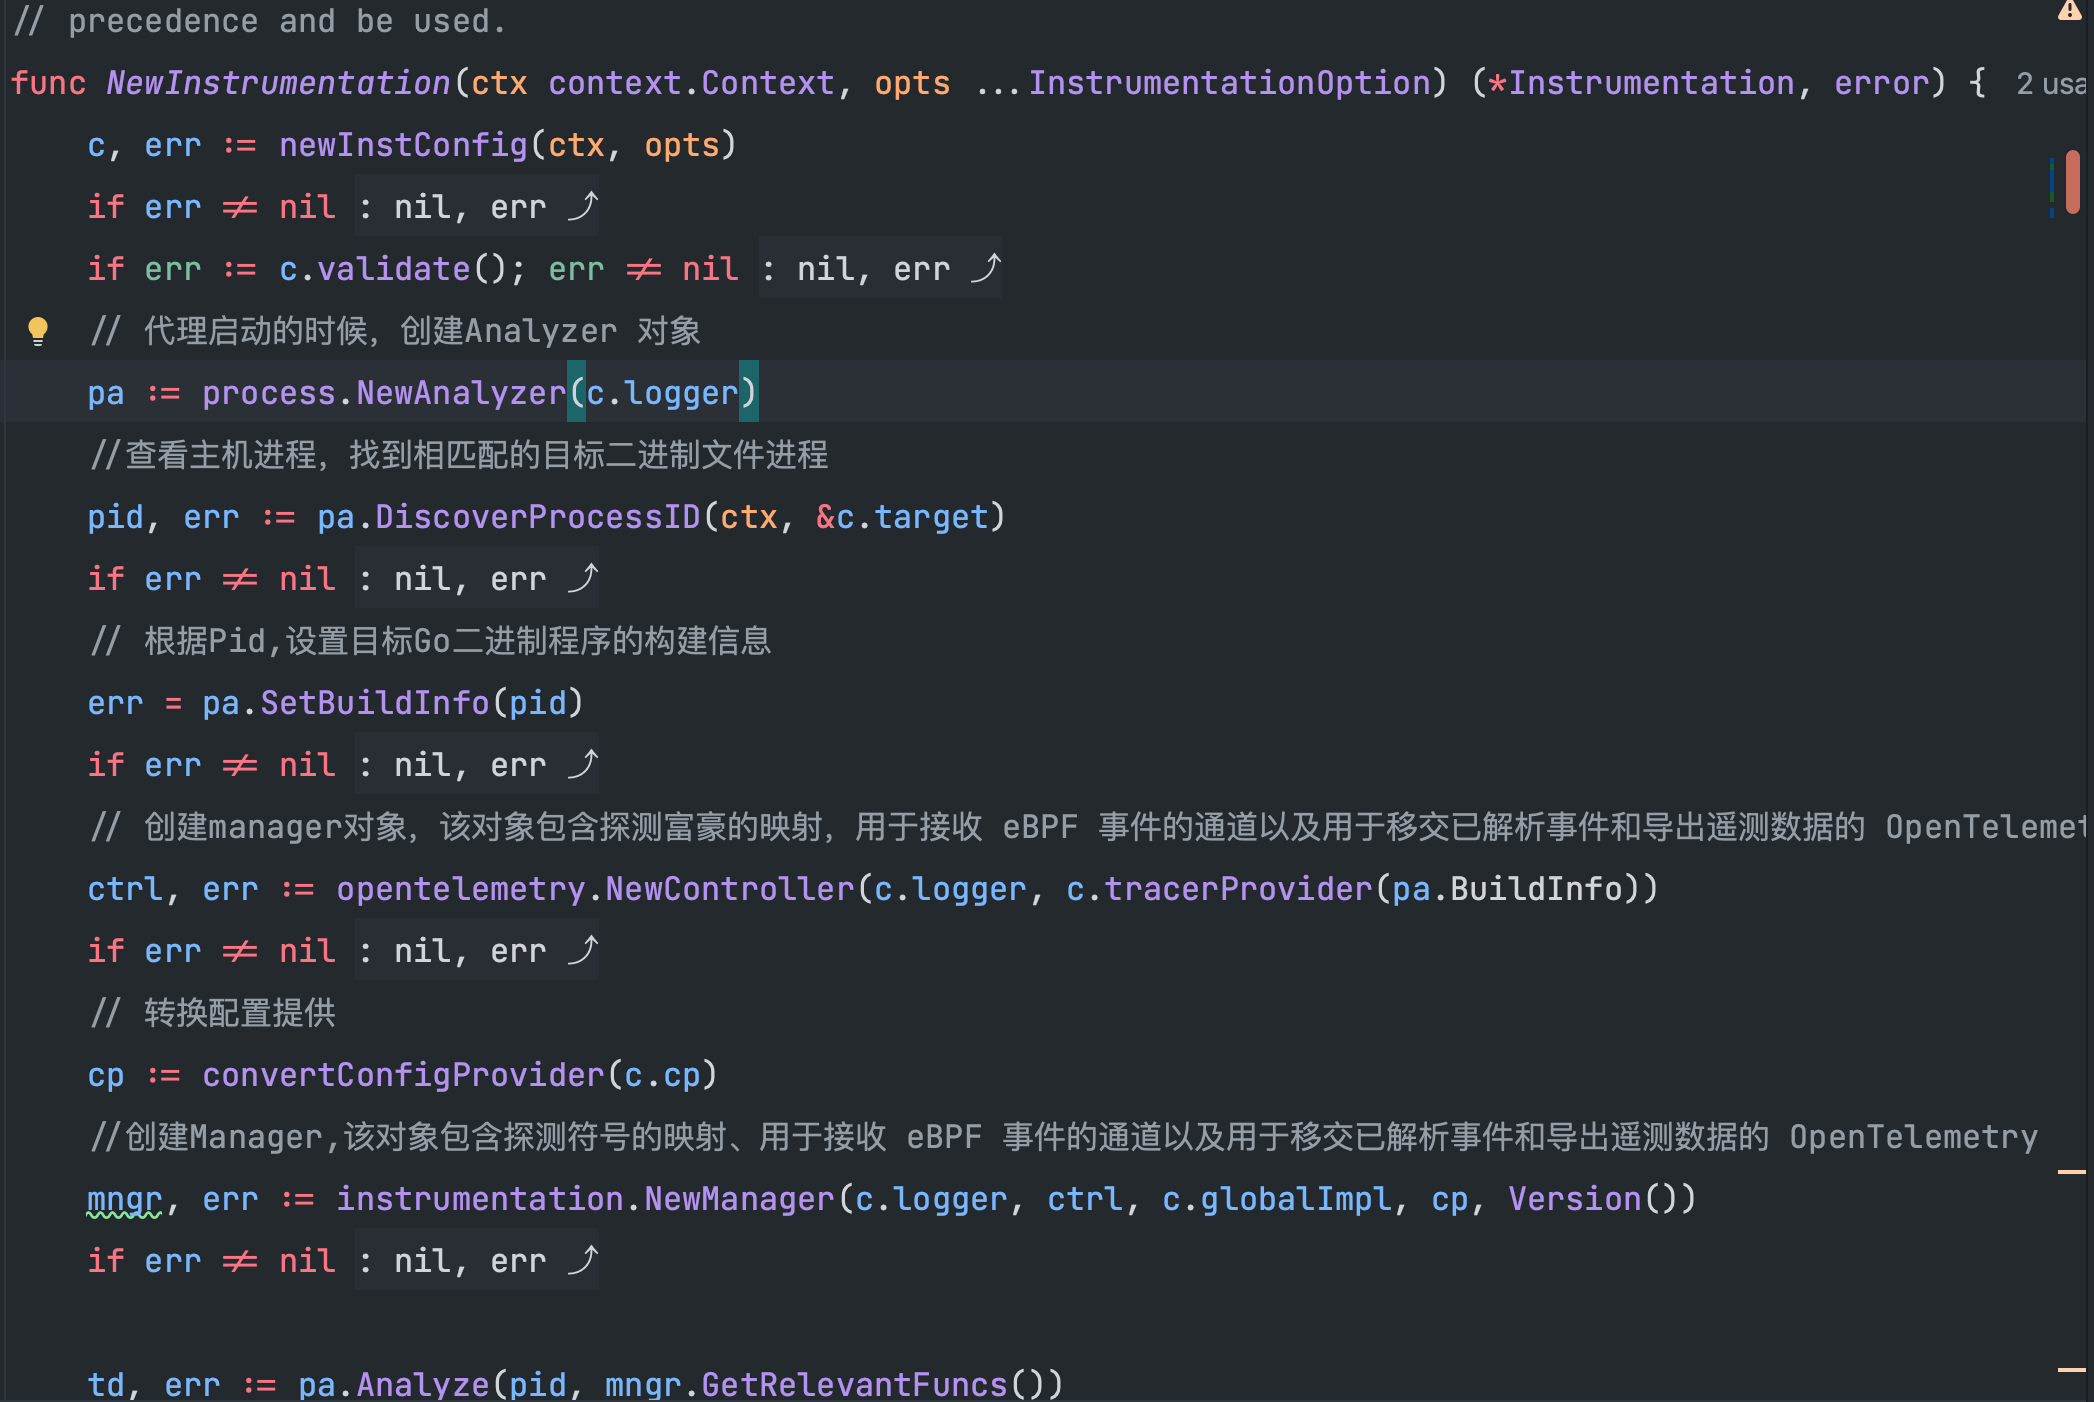 // precedence and be used.
func NewInstrumentation(ctx context.Context, opts ...InstrumentationOption) (*Instrumentation, error) { 2 usa
c, err := newInstConfig(ctx, opts)
if err != nil : nil, err ⤴
if err := c.validate(); err != nil : nil, err ⤴
// 代理启动的时候，创建Analyzer 对象
pa := process.NewAnalyzer(c.logger)
//查看主机进程，找到相匹配的目标二进制文件进程
pid, err := pa.DiscoverProcessID(ctx, &c.target)
if err != nil : nil, err ⤴
// 根据Pid,设置目标Go二进制程序的构建信息
err = pa.SetBuildInfo(pid)
if err != nil : nil, err ⤴
// 创建manager对象，该对象包含探测富豪的映射，用于接收 eBPF 事件的通道以及用于移交已解析事件和导出遥测数据的 OpenTelemet
ctrl, err := opentelemetry.NewController(c.logger, c.tracerProvider(pa.BuildInfo))
if err != nil : nil, err ⤴
// 转换配置提供
cp := convertConfigProvider(c.cp)
//创建Manager,该对象包含探测符号的映射、用于接收 eBPF 事件的通道以及用于移交已解析事件和导出遥测数据的 OpenTelemetry
mngr, err := instrumentation.NewManager(c.logger, ctrl, c.globalImpl, cp, Version())
if err != nil : nil, err ⤴
td, err := pa.Analyze(pid, mngr.GetRelevantFuncs())